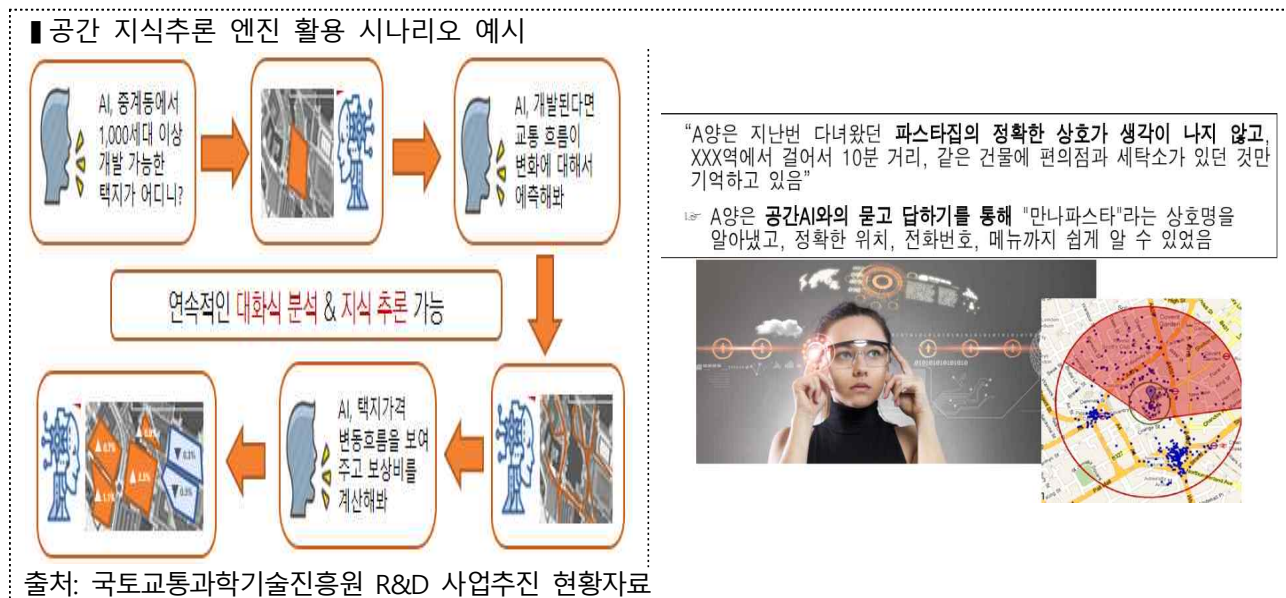 ▮공간 지식추론 엔진 활용 시나리오 예시
AI, 중계동에서
1,000세대 이상
개발 가능한
택지가 어디니?
AI, 개발된다면
교통 흐름이
변화에 대해서
예측해봐
연속적인 대화식 분석 & 지식 추론 가능
AI, 택지가격
변동흐름을 보여
주고 보상비를
계산해봐
출처: 국토교통과학기술진흥원 R&D 사업추진 현황자료
“A양은 지난번 다녀왔던 파스타집의 정확한 상호가 생각이 나지 않고,
XXX역에서 걸어서 10분 거리, 같은 건물에 편의점과 세탁소가 있던 것만
기억하고 있음”
☞ A양은 공간AI와의 묻고 답하기를 통해 "만나파스타"라는 상호명을
알아냈고, 정확한 위치, 전화번호, 메뉴까지 쉽게 알 수 있었음